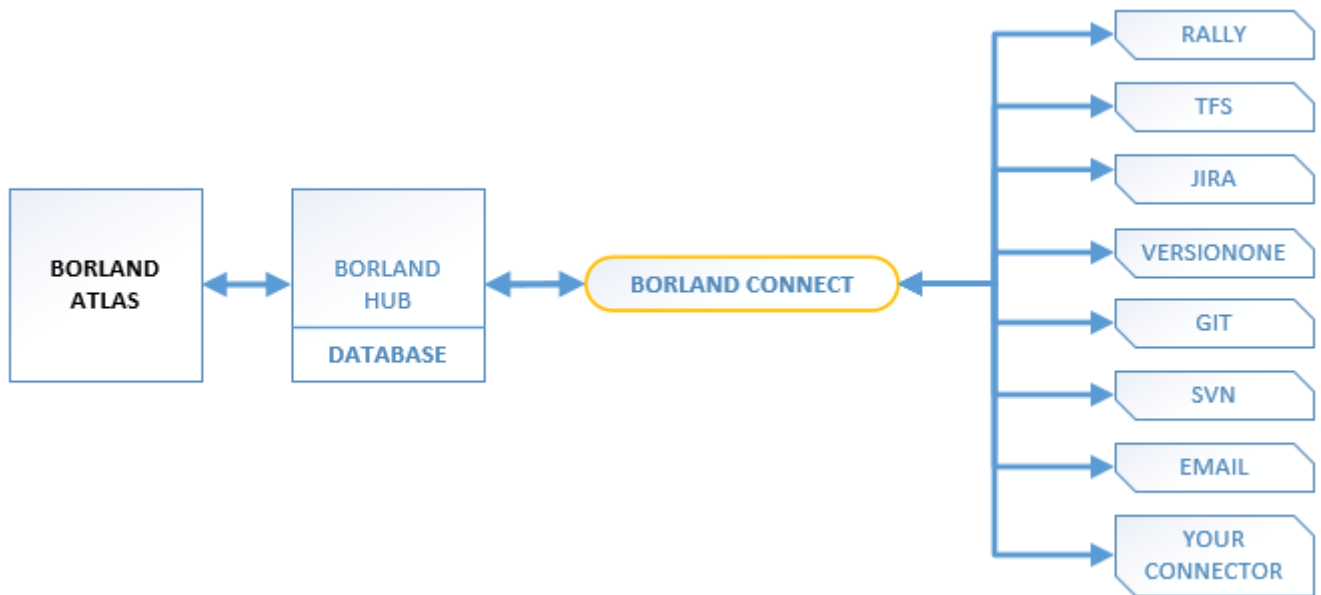 BORLAND
ATLAS
BORLAND
HUB
DATABASE
BORLAND CONNECT
RALLY
TFS
JIRA
VERSIONONE
GIT
SVN
EMAIL
YOUR
CONNECTOR